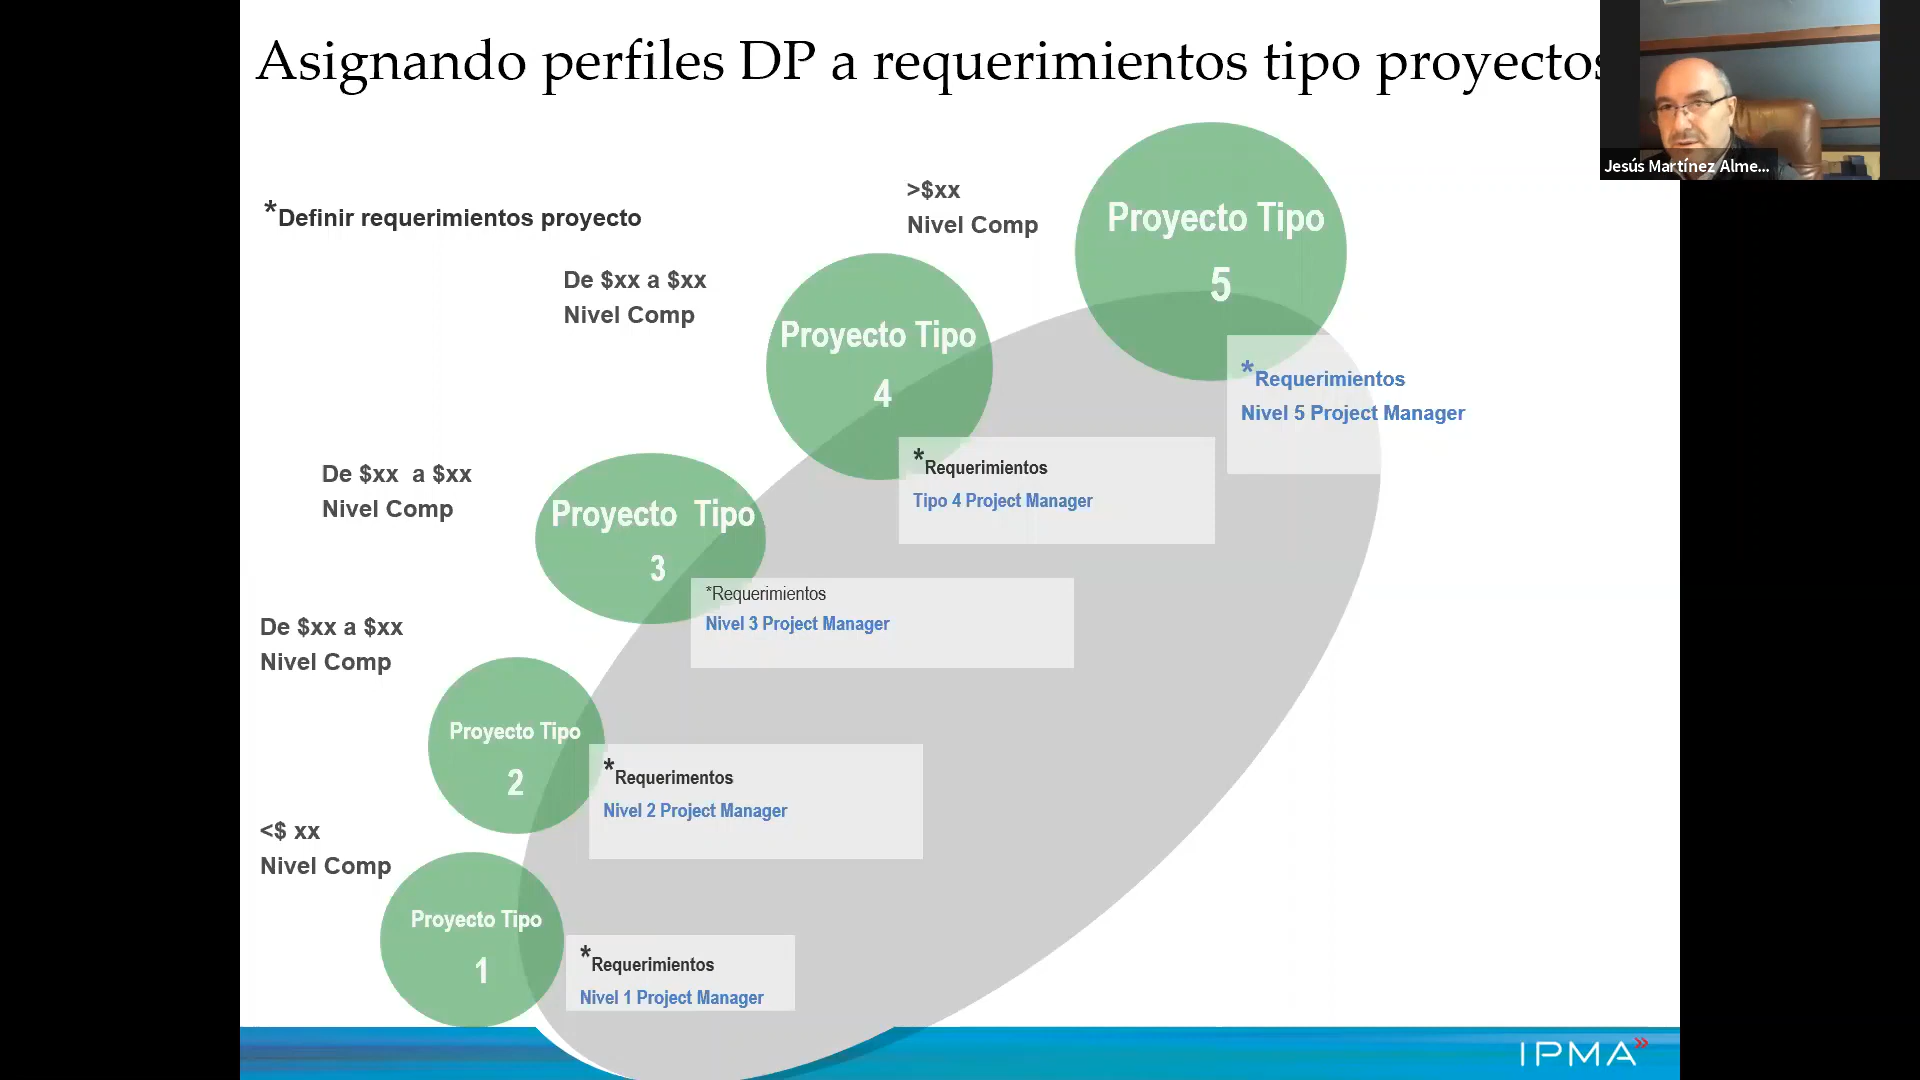 Asignando perfiles DP a requerimientos tipo proyectos
Jesús Martínez Alme...
*Definir requerimientos proyecto
>$xx
Nivel Comp
Proyecto Tipo
5
*Requerimientos
Nivel 5 Project Manager
De $xx a $xx
Nivel Comp
Proyecto Tipo
4
*Requerimientos
Tipo 4 Project Manager
De $xx  a $xx
Nivel Comp
Proyecto  Tipo
3
*Requerimientos
Nivel 3 Project Manager
De $xx a $xx
Nivel Comp
Proyecto Tipo
2
*Requerimentos
Nivel 2 Project Manager
<$ xx
Nivel Comp
Proyecto Tipo
1
*Requerimientos
Nivel 1 Project Manager
IPMA